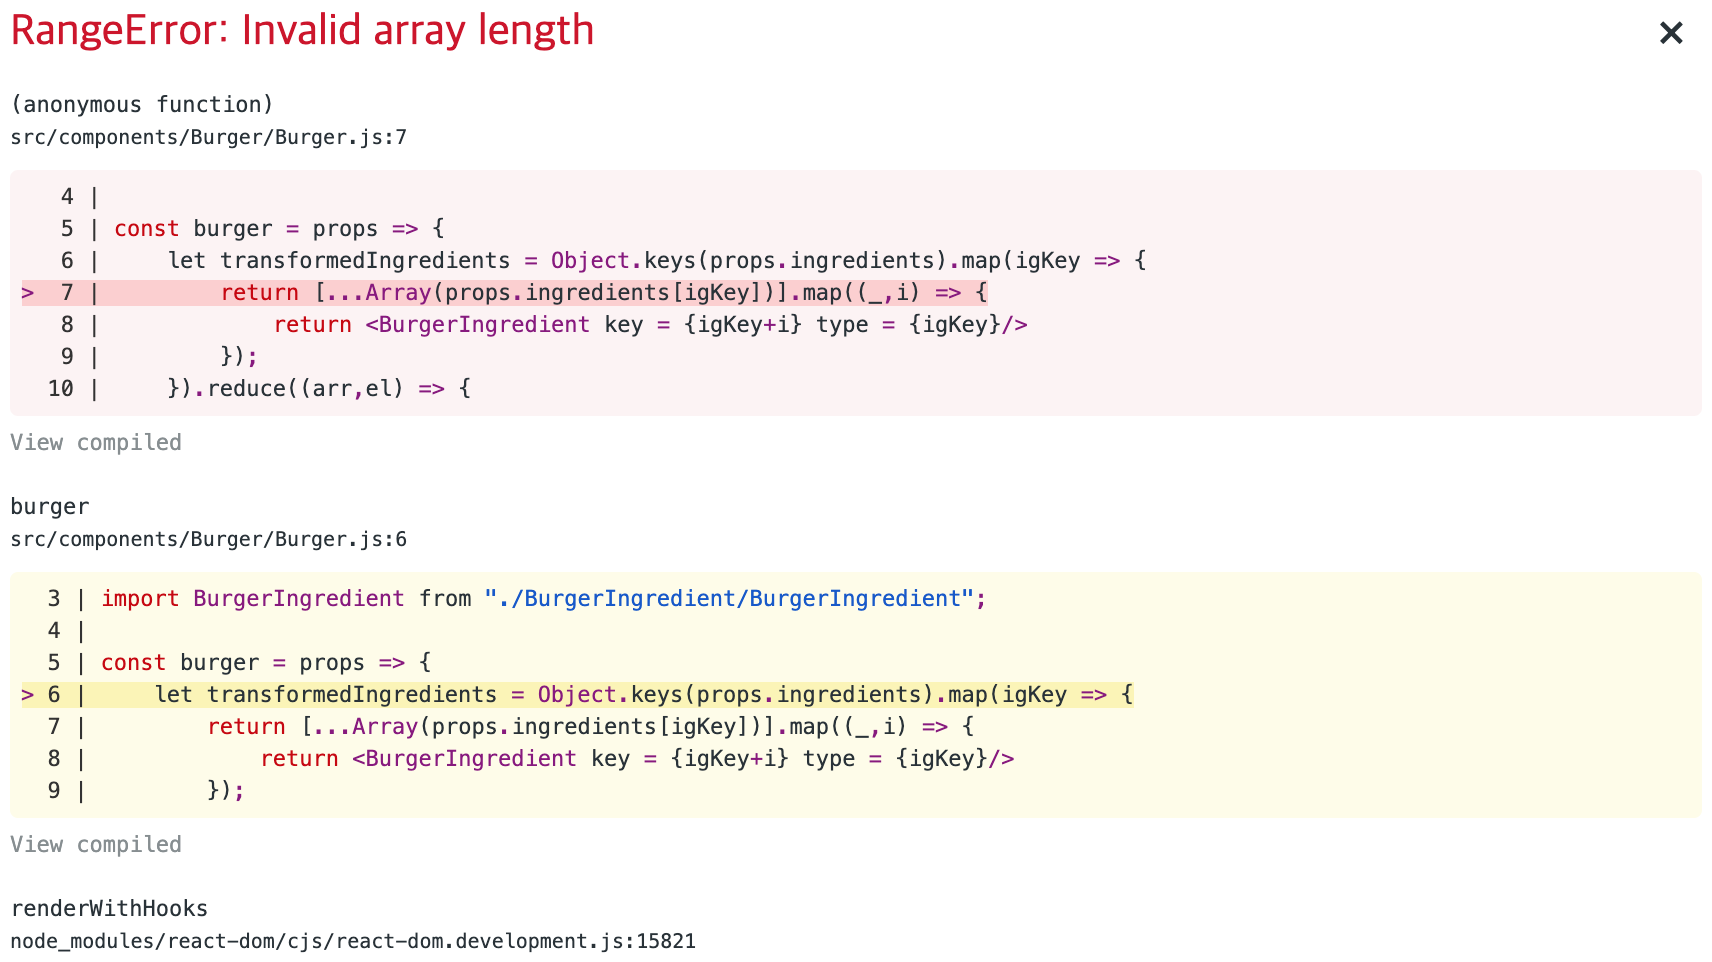 RangeError: Invalid array length
(anonymous function)
src/components/Burger/Burger.js:7
4 |
5 | const burger = props => {
6 |     let transformedIngredients = Object.keys(props.ingredients).map(igKey => {
> 7 |         return [...Array(props.ingredients[igKey])].map((_,i) => {
8 |             return <BurgerIngredient key = {igKey+i} type = {igKey}/>
9 |         });
10 |     }).reduce((arr,el) => {
View compiled
burger
src/components/Burger/Burger.js:6
3 | import BurgerIngredient from "./BurgerIngredient/BurgerIngredient";
4 |
5 | const burger = props => {
> 6 |     let transformedIngredients = Object.keys(props.ingredients).map(igKey => {
7 |         return [...Array(props.ingredients[igKey])].map((_,i) => {
8 |             return <BurgerIngredient key = {igKey+i} type = {igKey}/>
9 |         });
View compiled
renderWithHooks
node_modules/react-dom/cjs/react-dom.development.js:15821